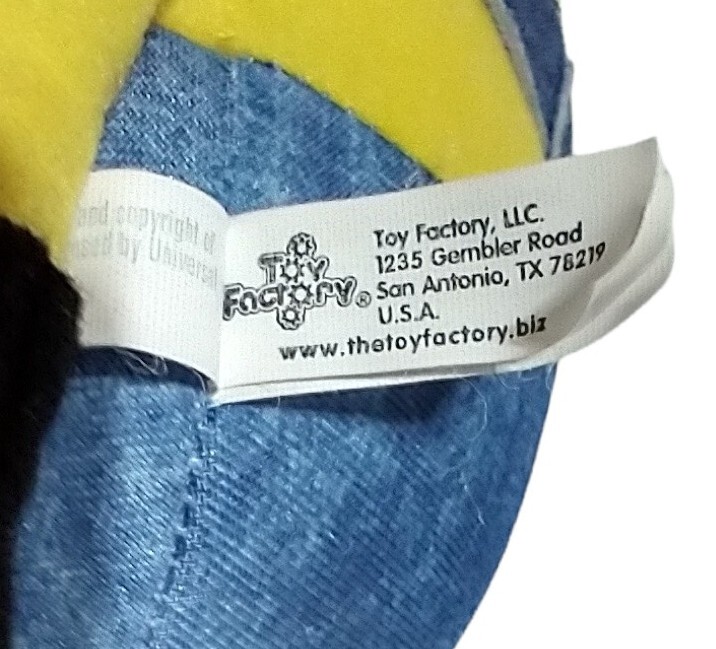 and copyright of
by Universal
Toy
Factory®
Toy Factory, LLC.
1235 Gembler Road
San Antonio, TX 78219
U.S.A.
www.thetoyfactory.biz